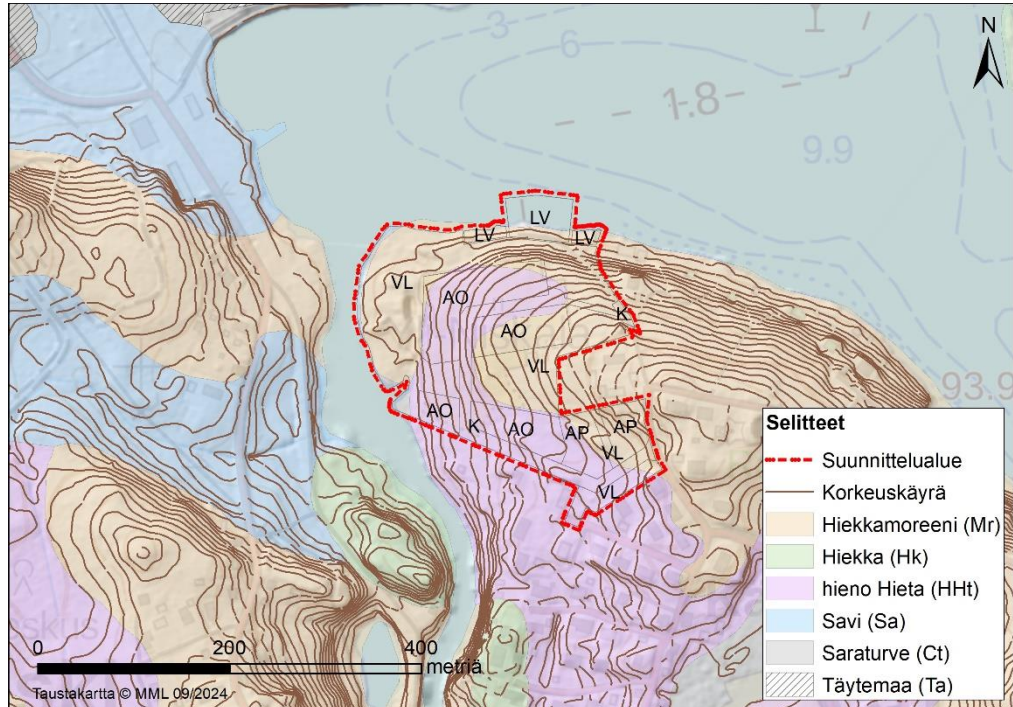 N
3
6
1.8
9.9
LV
LV
LV
VL
AO
K
AO
VL
93.9
AO
K
AO
AP
AP
VL
VL
Selitteet
Suunnittelualue
Korkeuskäyrä
Hiekkamoreeni (Mr)
Hiekka (Hk)
hieno Hieta (HHt)
Savi (Sa)
Saraturve (Ct)
Täytemaa (Ta)
0 200 400
metriä
Taustakartta © MML 09/2024